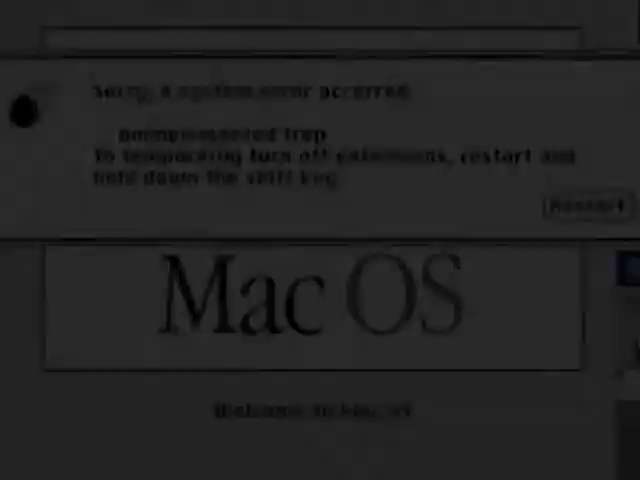 Sorry, a system error occurred.
unimplemented trap
To temporarily turn off extensions, restart and
hold down the shift key.
Restart
Mac OS
Welcome to Mac OS